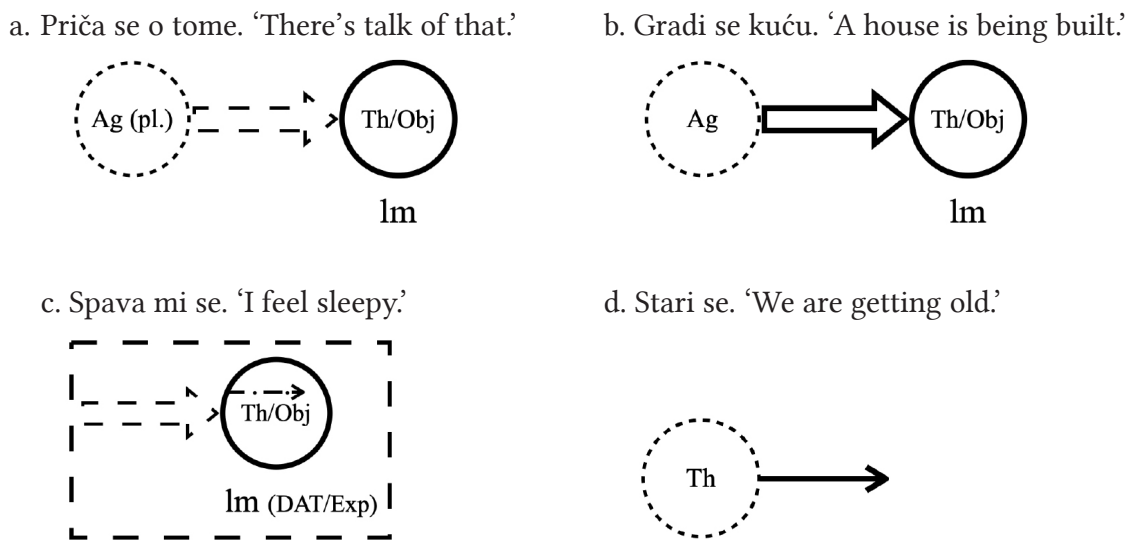 a. Priča se o tome. ‘There’s talk of that.’
b. Gradi se kuću. ‘A house is being built.’
Ag (pl.)
Th/Obj
lm
Ag
Th/Obj
lm
c. Spava mi se. ‘I feel sleepy.’
d. Stari se. ‘We are getting old.’
Th/Obj
lm (DAT/Exp)
Th